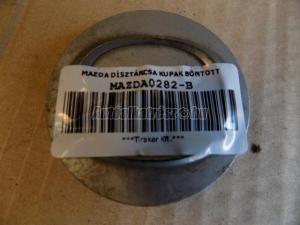 MAZDA DÍSZTÁRCSA KUPAK BONTOTT
MAZDA0282-B
***Tiraker Kft.***